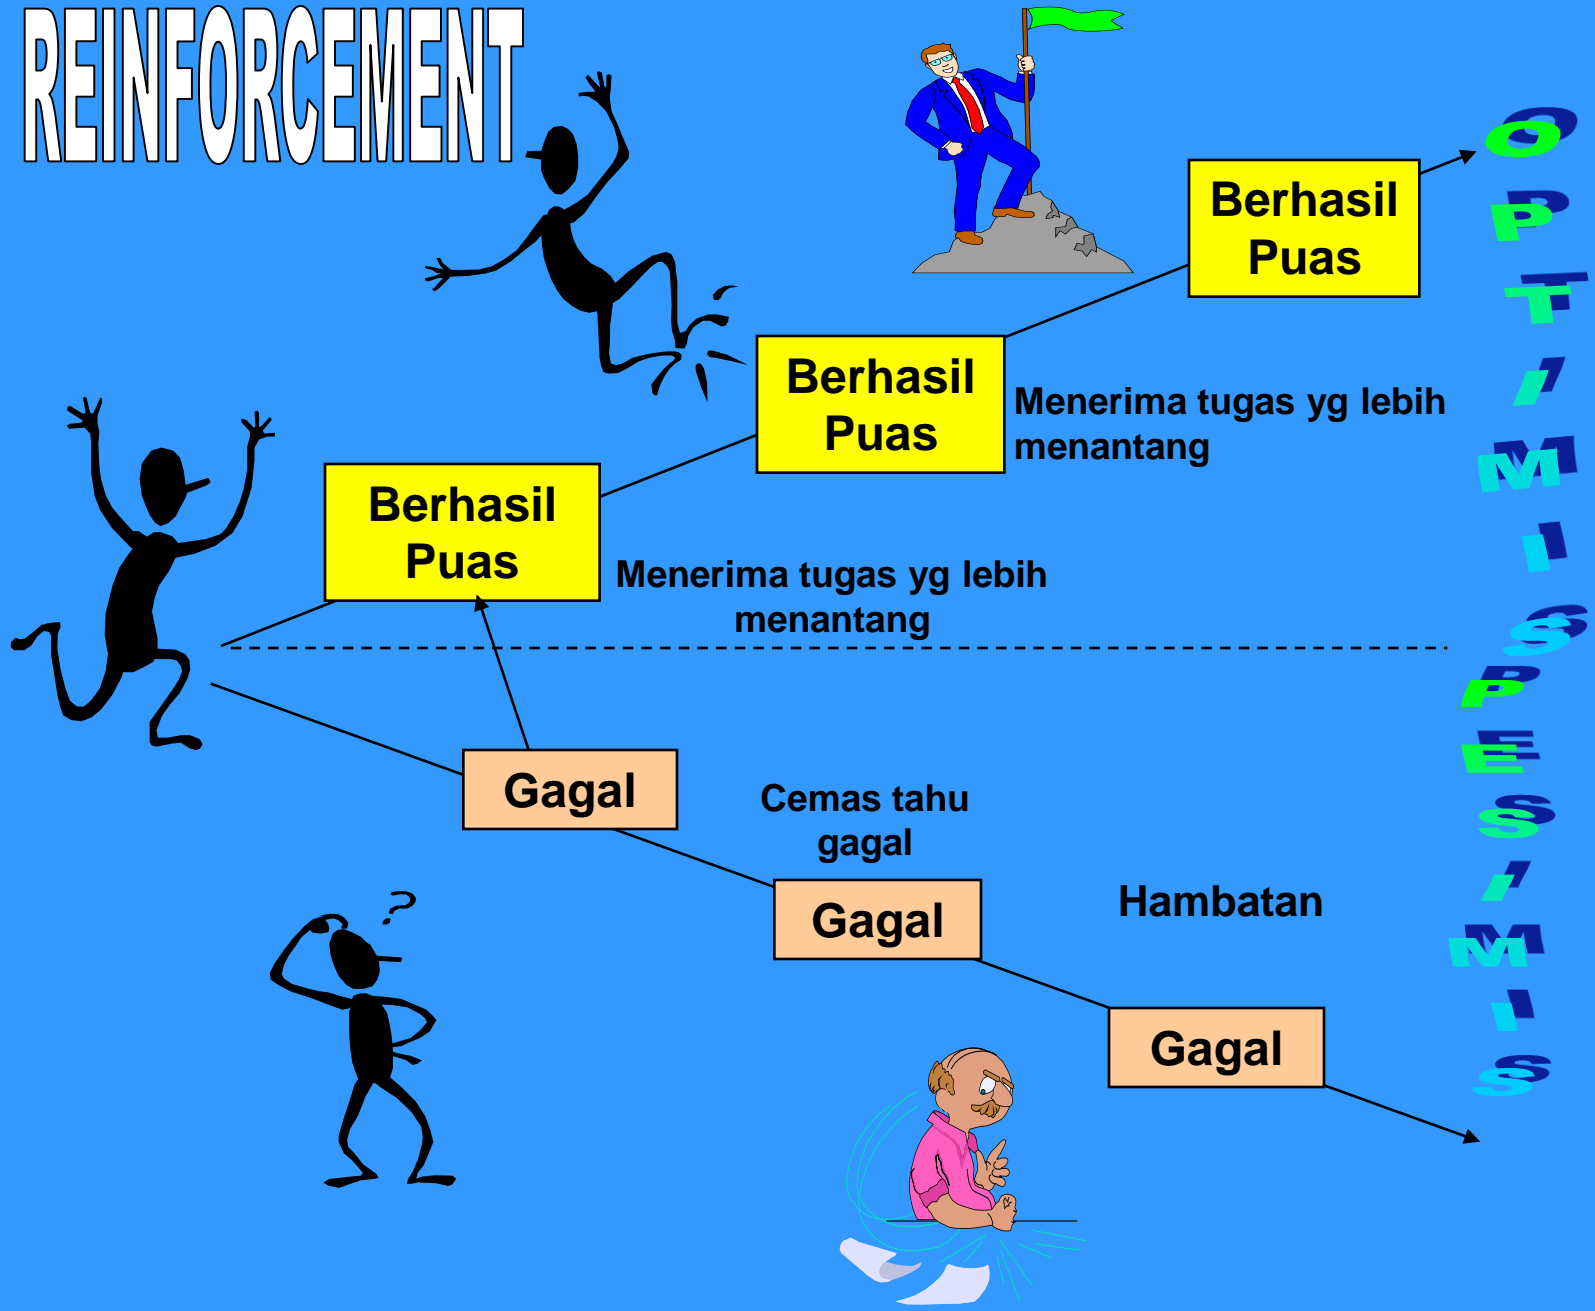 REINFORCEMENT
Berhasil
Puas
Berhasil
Puas
Menerima tugas yg lebih
menantang
Berhasil
Puas
Menerima tugas yg lebih
menantang
OPTIMIS
Gagal
Cemas tahu
gagal
Gagal
Hambatan
Gagal
PESIMIS
?